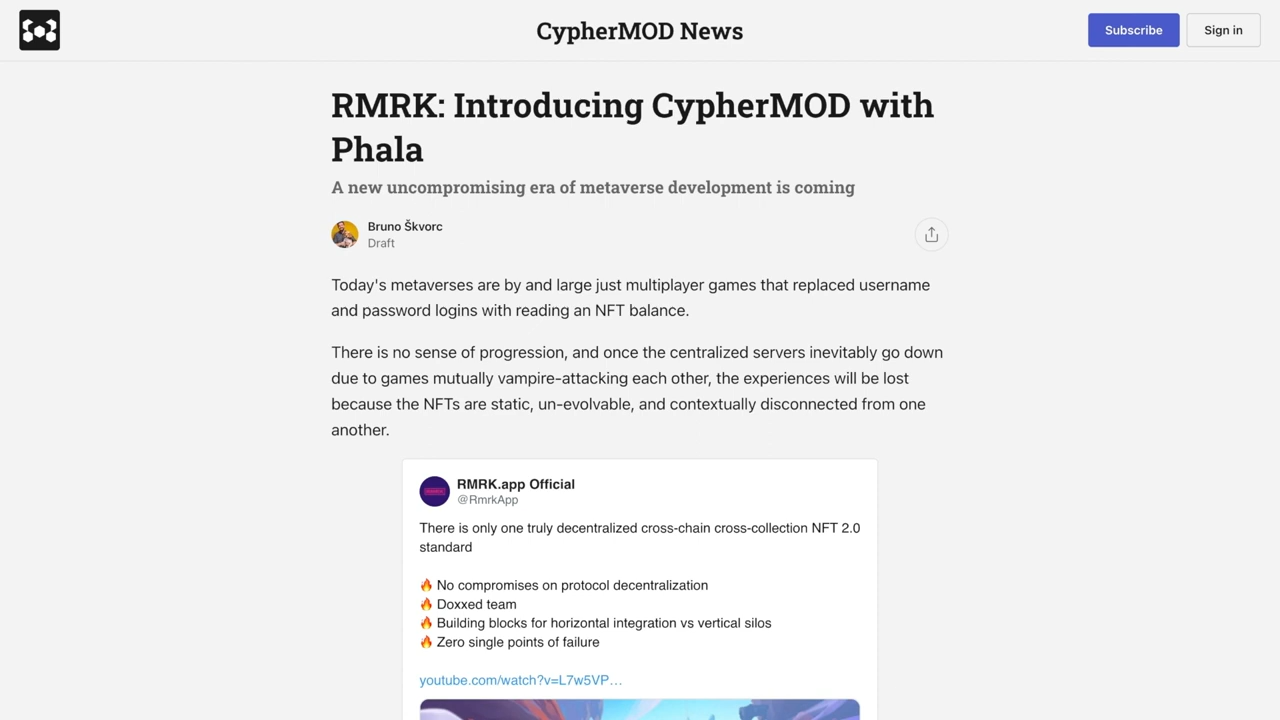 CypherMOD News
Subscribe
Sign in
RMRK: Introducing CypherMOD with
Phala
A new uncompromising era of metaverse development is coming
Bruno Škvorc
Draft
Today's metaverses are by and large just multiplayer games that replaced username
and password logins with reading an NFT balance.
There is no sense of progression, and once the centralized servers inevitably go down
due to games mutually vampire-attacking each other, the experiences will be lost
because the NFTs are static, un-evolvable, and contextually disconnected from one
another.
RMRK.app Official
@RmrkApp
There is only one truly decentralized cross-chain cross-collection NFT 2.0
standard
🔥 No compromises on protocol decentralization
🔥 Doxxed team
🔥 Building blocks for horizontal integration vs vertical silos
🔥 Zero single points of failure
youtube.com/watch?v=L7w5VP…